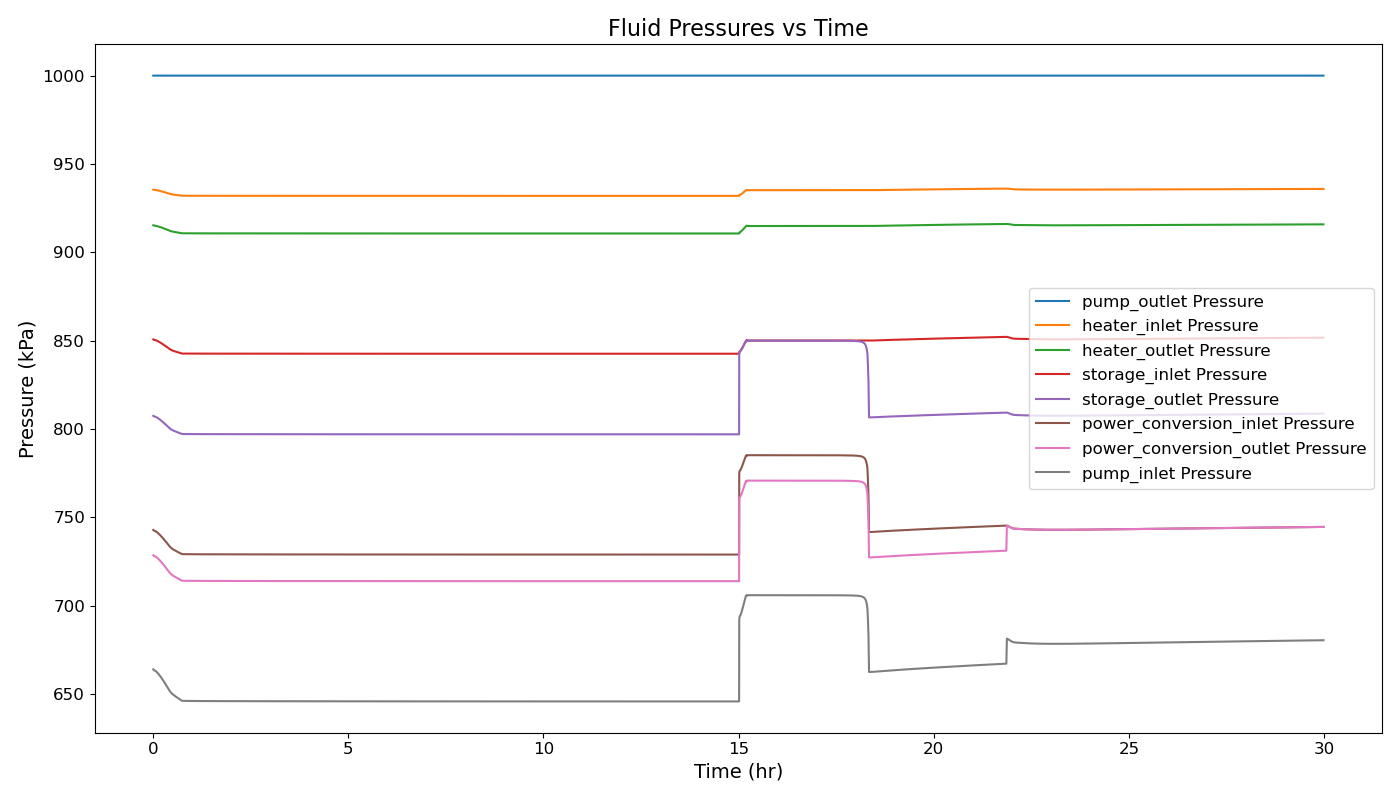 Fluid Pressures vs Time
Pressure (kPa)
1000
950
900
850
800
750
700
650
pump_outlet Pressure
heater_inlet Pressure
heater_outlet Pressure
storage_inlet Pressure
storage_outlet Pressure
power_conversion_inlet Pressure
power_conversion_outlet Pressure
pump_inlet Pressure
0 5 10 15 20 25 30
Time (hr)